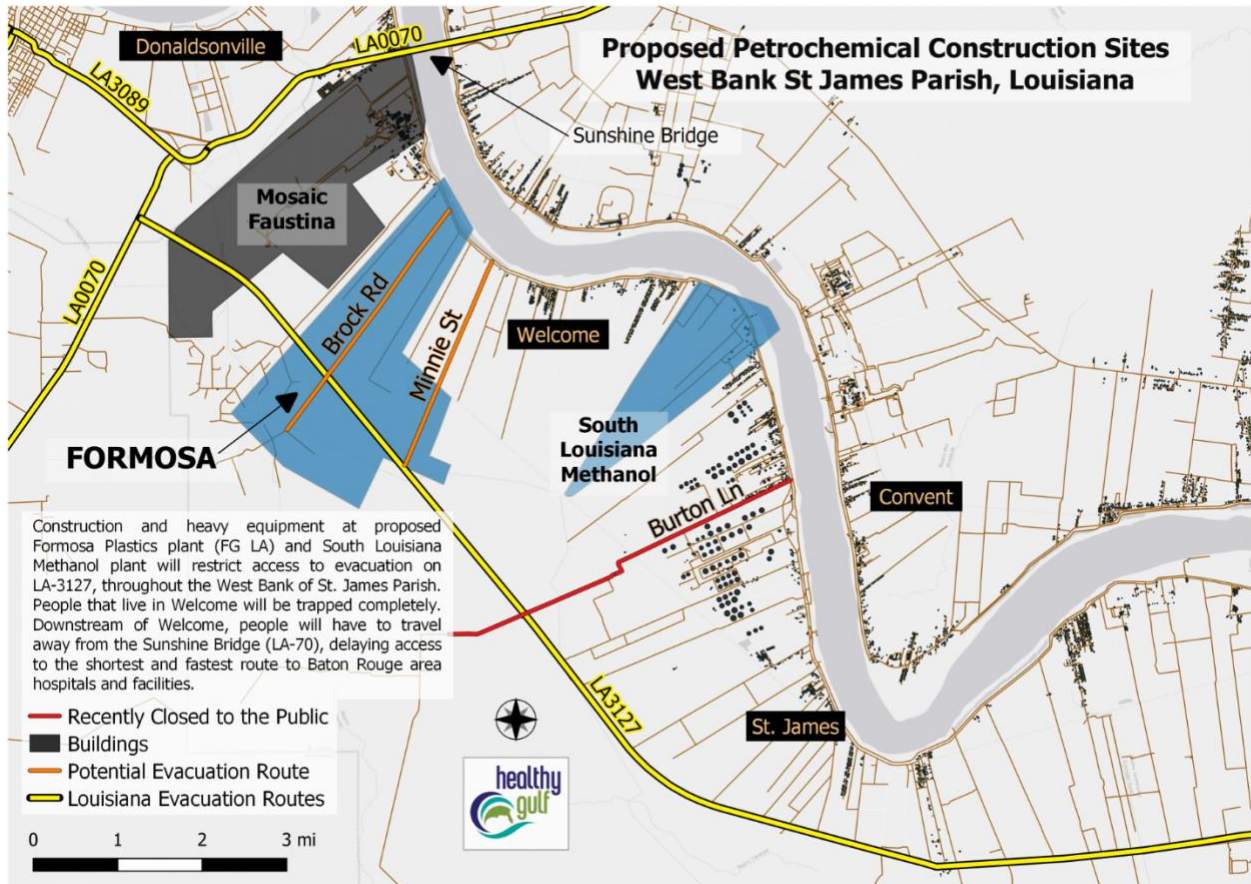 Donaldsonville
LA0070
LA3089
Proposed Petrochemical Construction Sites
West Bank St James Parish, Louisiana
Sunshine Bridge
Mosaic
Faustina
LA0070
Brock Rd
Minnie St
Welcome
FORMOSA
South
Louisiana
Methanol
Burton Ln
Convent
Construction and heavy equipment at proposed
Formosa Plastics plant (FG LA) and South Louisiana
Methanol plant will restrict access to evacuation on
LA-3127, throughout the West Bank of St. James Parish.
People that live in Welcome will be trapped completely.
Downstream of Welcome, people will have to travel
away from the Sunshine Bridge (LA-70), delaying access
to the shortest and fastest route to Baton Rouge area
hospitals and facilities.
LA3127
St. James
Recently Closed to the Public
Buildings
Potential Evacuation Route
Louisiana Evacuation Routes
0 1 2 3 mi
healthy
gulf